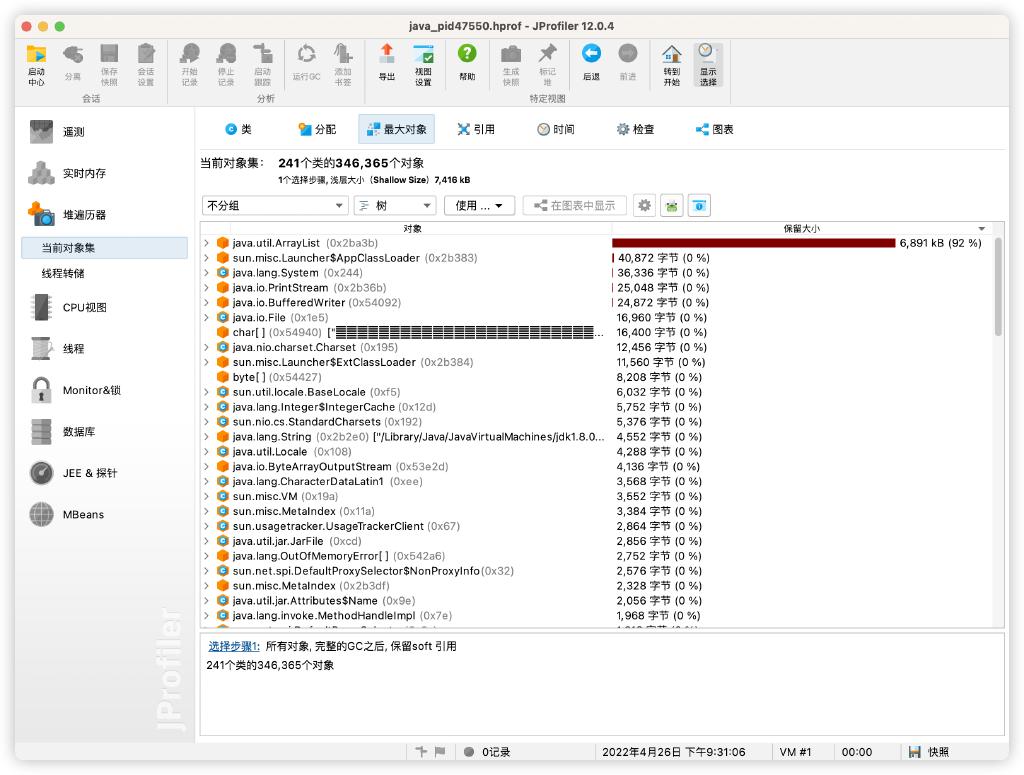 java_pid47550.hprof - JProfiler 12.0.4
启动中心 分离 保存快照 会话设置 开始记录 停止记录 启动跟踪 运行GC 添加书签 导出 视图设置 帮助 生成快照 标记地 后退 前进 转到开始 显示选择
会话 分析 特定视图
遥测
实时内存
堆遍历器
当前对象集
线程转储
CPU视图
线程
Monitor&锁
数据库
JEE & 探针
MBeans
JProfiler
类 分配 最大对象 引用 时间 检查 图表
当前对象集: 241个类的346,365个对象
1个选择步骤, 浅层大小（Shallow Size）7,416 kB
不分组 树 使用 ... 在图表中显示
对象 保留大小
java.util.ArrayList (0x2ba3b) 6,891 kB (92 %)
sun.misc.Launcher$AppClassLoader (0x2b383) 40,872 字节 (0 %)
java.lang.System (0x244) 36,336 字节 (0 %)
java.io.PrintStream (0x2b36b) 25,048 字节 (0 %)
java.io.BufferedWriter (0x54092) 24,872 字节 (0 %)
java.io.File (0x1e5) 16,960 字节 (0 %)
char[ ] (0x54940) ["... 16,400 字节 (0 %)
java.nio.charset.Charset (0x195) 12,456 字节 (0 %)
sun.misc.Launcher$ExtClassLoader (0x2b384) 11,560 字节 (0 %)
byte[ ] (0x54427) 8,208 字节 (0 %)
sun.util.locale.BaseLocale (0xf5) 6,032 字节 (0 %)
java.lang.Integer$IntegerCache (0x12d) 5,752 字节 (0 %)
sun.nio.cs.StandardCharsets (0x192) 5,376 字节 (0 %)
java.lang.String (0x2b2e0) ["/Library/Java/JavaVirtualMachines/jdk1.8.0... 4,552 字节 (0 %)
java.util.Locale (0x108) 4,288 字节 (0 %)
java.io.ByteArrayOutputStream (0x53e2d) 4,136 字节 (0 %)
java.lang.CharacterDataLatin1 (0xee) 3,568 字节 (0 %)
sun.misc.VM (0x19a) 3,552 字节 (0 %)
sun.misc.MetaIndex (0x11a) 3,384 字节 (0 %)
sun.usagetracker.UsageTrackerClient (0x67) 2,864 字节 (0 %)
java.util.jar.JarFile (0xcd) 2,856 字节 (0 %)
java.lang.OutOfMemoryError[ ] (0x542a6) 2,752 字节 (0 %)
sun.net.spi.DefaultProxySelector$NonProxyInfo(0x32) 2,576 字节 (0 %)
sun.misc.MetaIndex (0x2b3df) 2,328 字节 (0 %)
java.util.jar.Attributes$Name (0x9e) 2,056 字节 (0 %)
java.lang.invoke.MethodHandleImpl (0x7e) 1,968 字节 (0 %)
选择步骤1: 所有对象, 完整的GC之后, 保留soft 引用
241个类的346,365个对象
0记录 2022年4月26日 下午9:31:06 VM #1 00:00 快照